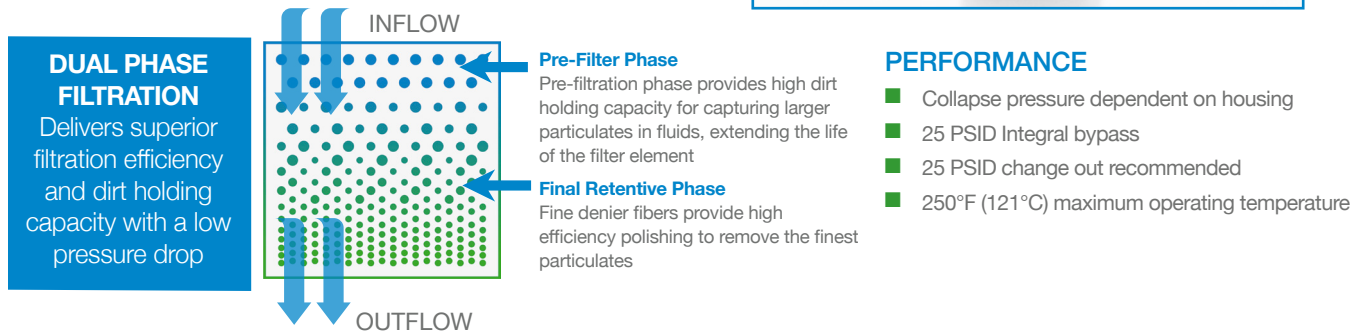 INFLOW
DUAL PHASE
FILTRATION
Delivers superior
filtration efficiency
and dirt holding
capacity with a low
pressure drop
Pre-Filter Phase
Pre-filtration phase provides high dirt
holding capacity for capturing larger
particulates in fluids, extending the life
of the filter element
Final Retentive Phase
Fine denier fibers provide high
efficiency polishing to remove the finest
particulates
OUTFLOW
PERFORMANCE
Collapse pressure dependent on housing
25 PSID Integral bypass
25 PSID change out recommended
250°F (121°C) maximum operating temperature